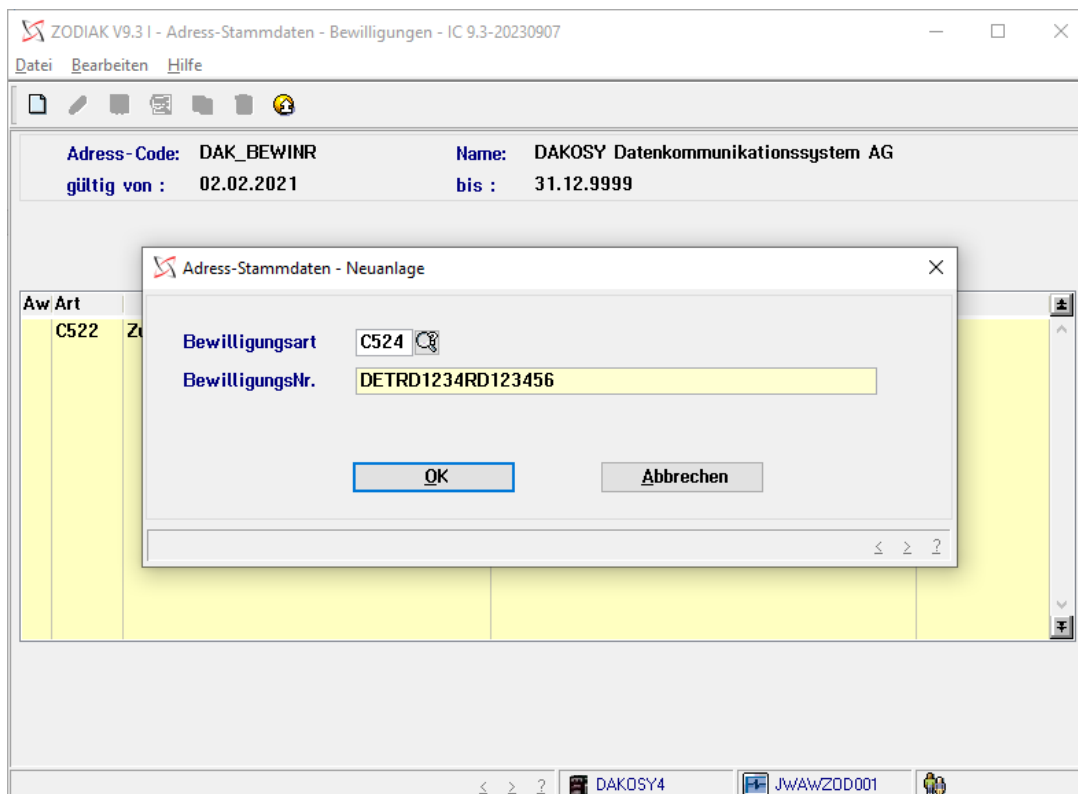 ZODIAK V9.3 I - Adress-Stammdaten - Bewilligungen - IC 9.3-20230907
Datei Bearbeiten Hilfe
Adress-Code: DAK_BEWINR Name: DAKOSY Datenkommunikationssystem AG
gültig von : 02.02.2021 bis : 31.12.9999
Adress-Stammdaten - Neuanlage
Aw Art
C522
Bewilligungsart C524
BewilligungsNr. DETRD1234RD123456
OK Abbrechen
< > ?
< > ? DAKOSY4 JWAWZOD001